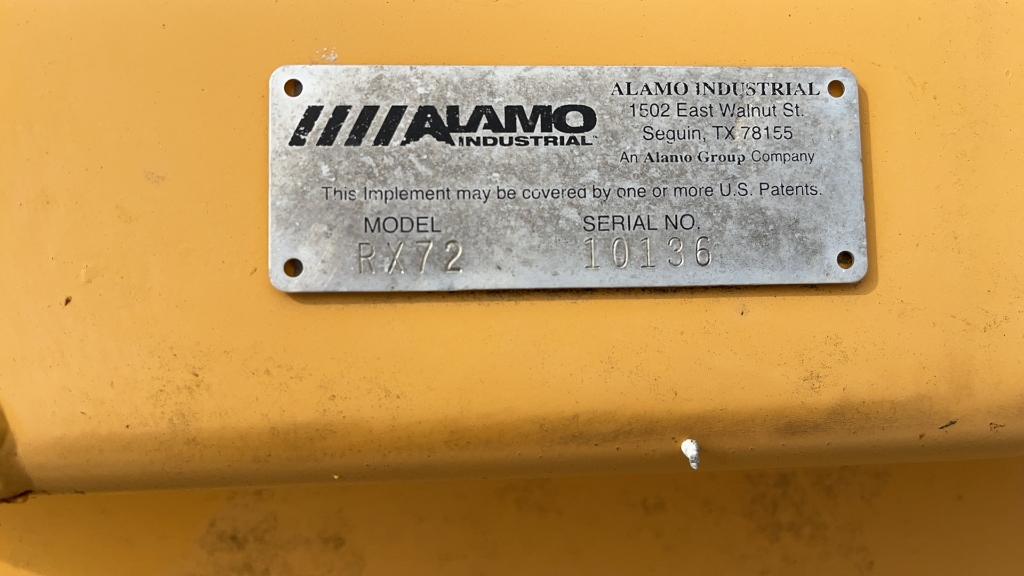 ALAMO
INDUSTRIAL
ALAMO INDUSTRIAL
1502 East Walnut St.
Seguin, TX 78155
An Alamo Group Company
This Implement may be covered by one or more U.S. Patents.
MODEL SERIAL NO.
RX72 10136